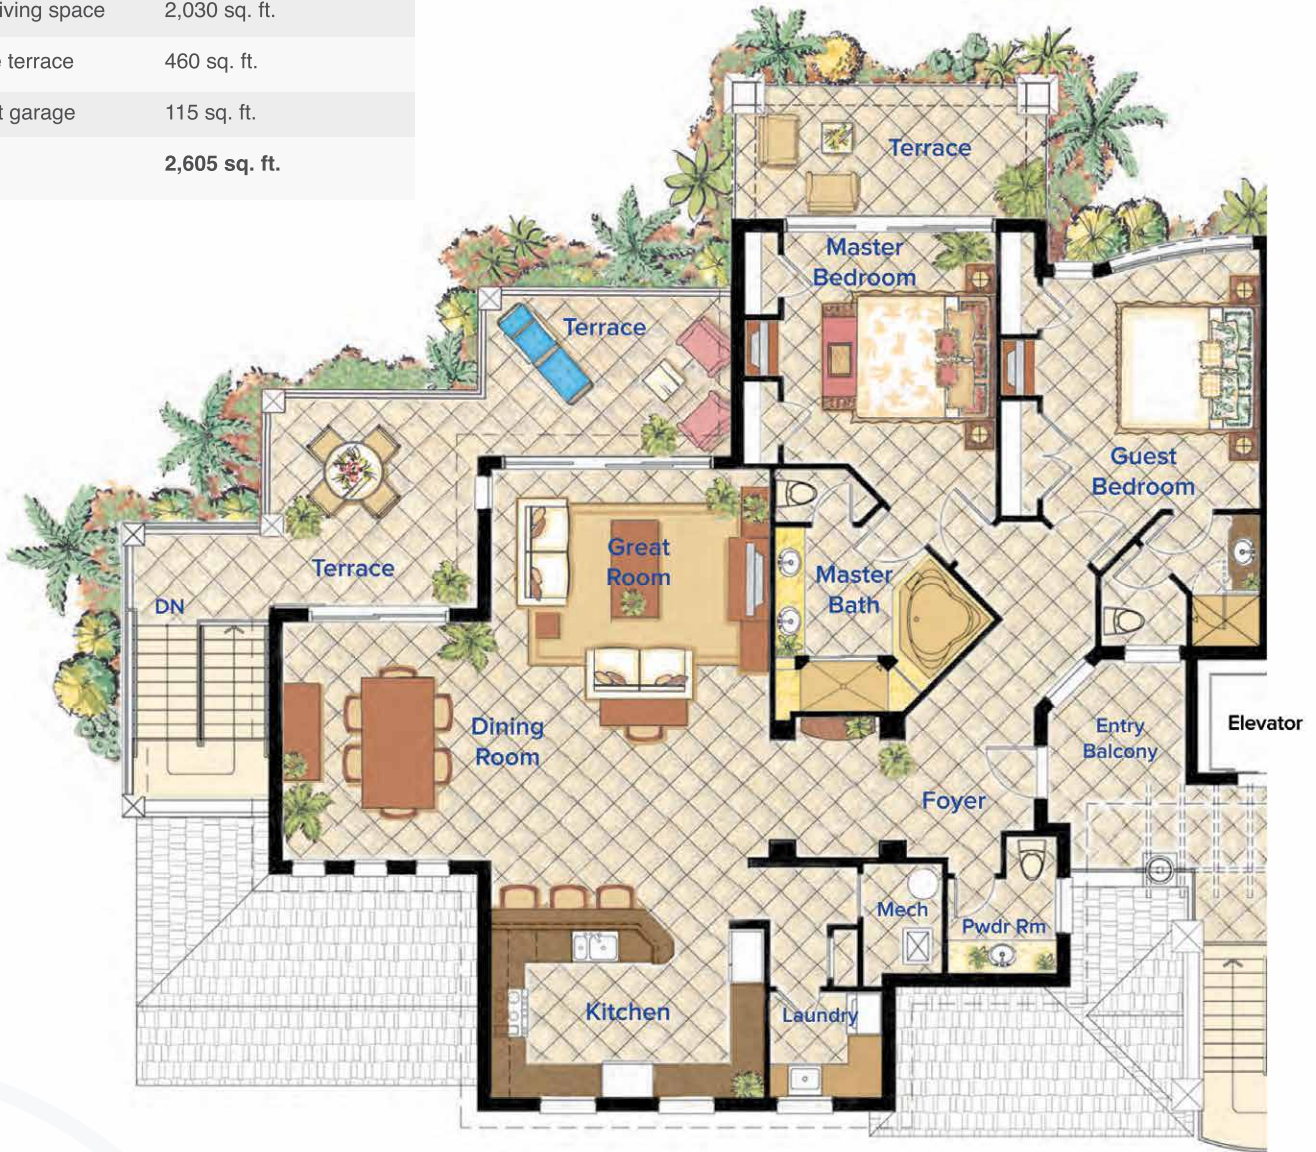 iving space 2,030 sq. ft.
terrace 460 sq. ft.
t garage 115 sq. ft.
2,605 sq. ft.
Terrace
Master
Bedroom
Terrace
Guest
Bedroom
Great
Room
Terrace
Master
Bath
DN
Dining
Room
Entry
Balcony
Elevator
Foyer
Mech
Pwdr Rm
Kitchen
Laundry